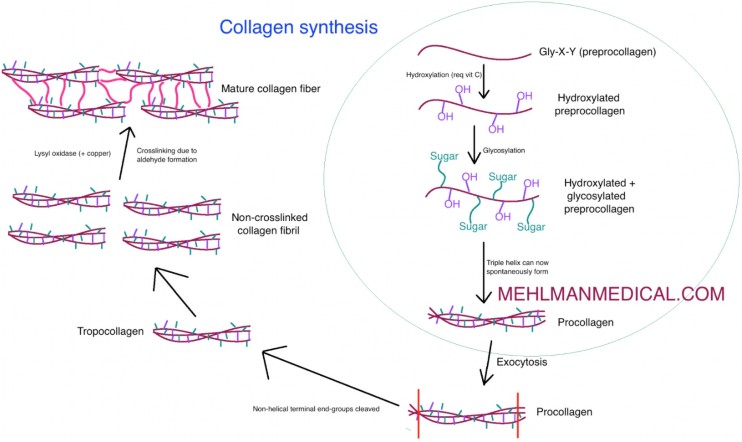 Collagen synthesis
Gly-X-Y (preprocollagen)
Hydroxylation (req vit C)
OH
OH
OH
OH
Hydroxylated
preprocollagen
Glycosylation
Sugar
Sugar
OH
OH
OH
OH
Sugar
Sugar
Hydroxylated +
glycosylated
preprocollagen
Triple helix can now
spontaneously form
MEHLMANMEDICAL.COM
Procollagen
Exocytosis
Procollagen
Non-helical terminal end-groups cleaved
Tropocollagen
Non-crosslinked
collagen fibril
Lysyl oxidase (+ copper)
Crosslinking due to
aldehyde formation
Mature collagen fiber